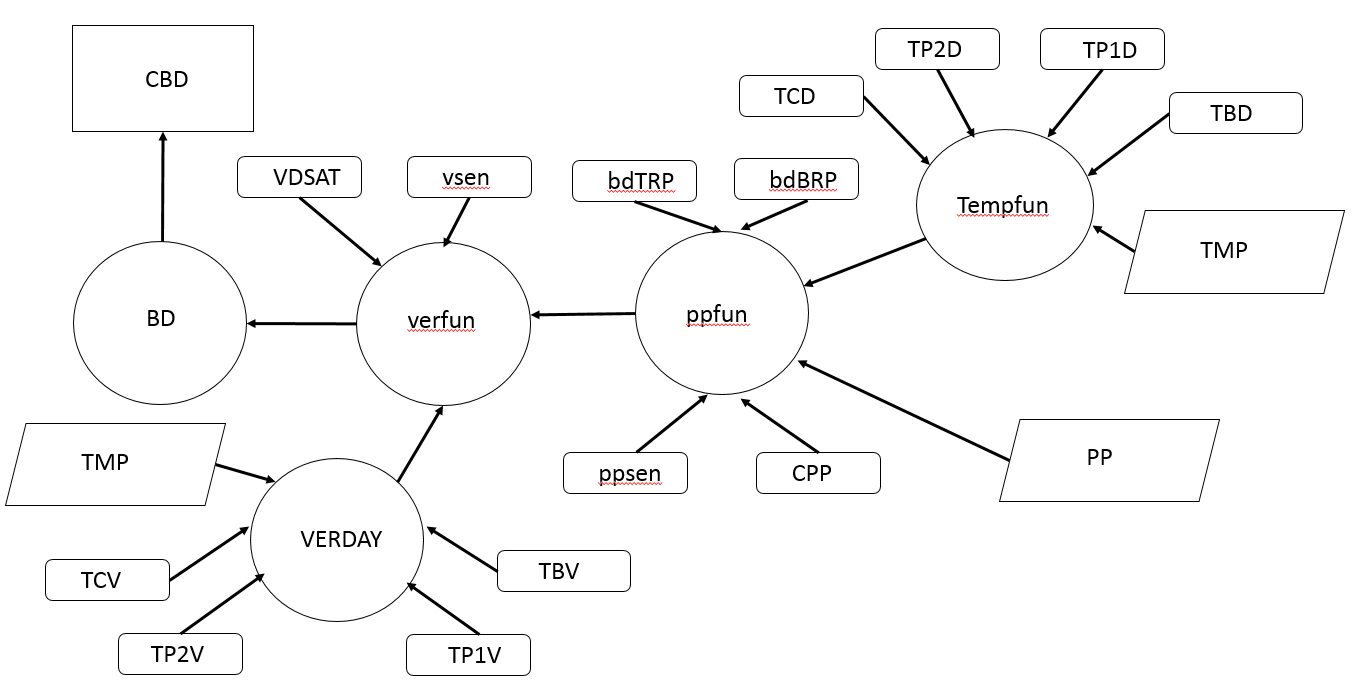 TP2D
TP1D
CBD
TCD
TBD
VDSAT
vsen
bdTRP
bdBRP
Tempfun
TMP
BD
verfun
ppfun
TMP
ppsen
CPP
PP
VERDAY
TCV
TBV
TP2V
TP1V